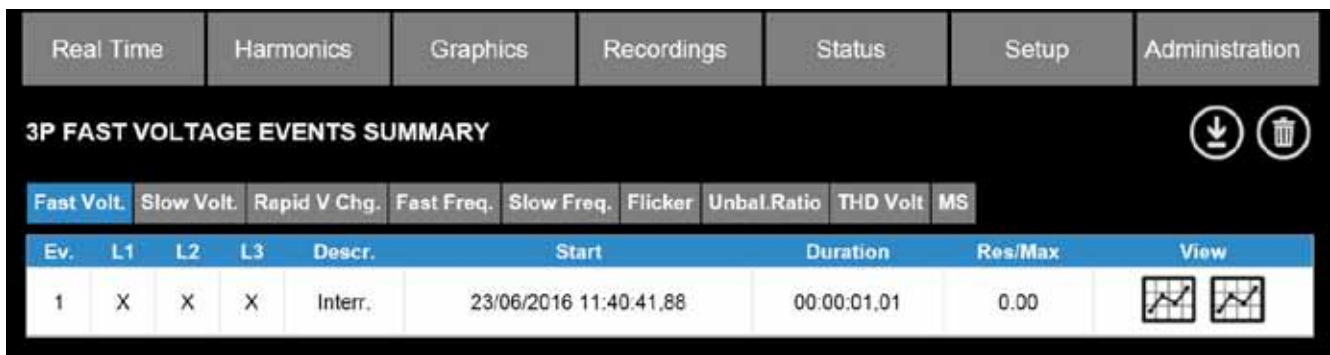 Real Time Harmonics Graphics Recordings Status Setup Administration
3P FAST VOLTAGE EVENTS SUMMARY
Fast Volt. Slow Volt. Rapid V Chg. Fast Freq. Slow Freq. Flicker Unbal.Ratio THD Volt MS
Ev. L1 L2 L3 Descr. Start Duration Res/Max View
1 X X X Interr. 23/06/2016 11:40:41,88 00:00:01,01 0.00